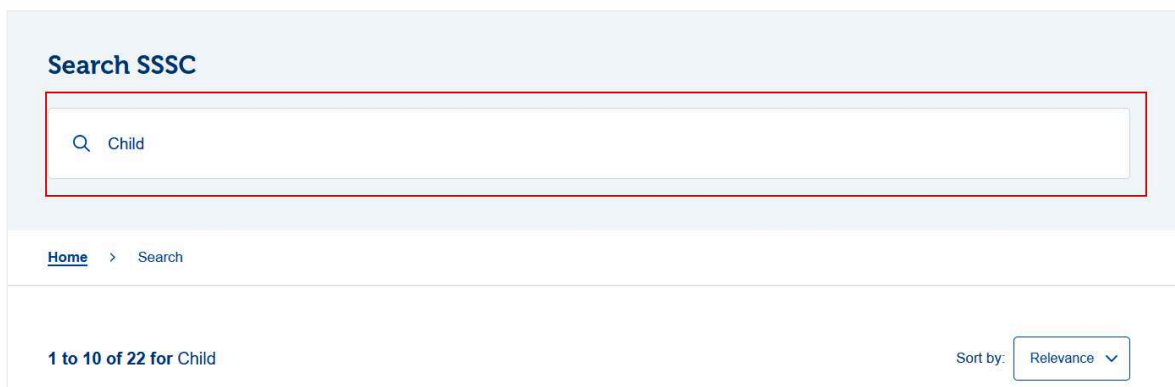 Search SSSC
Child
Home > Search
1 to 10 of 22 for Child
Sort by: Relevance